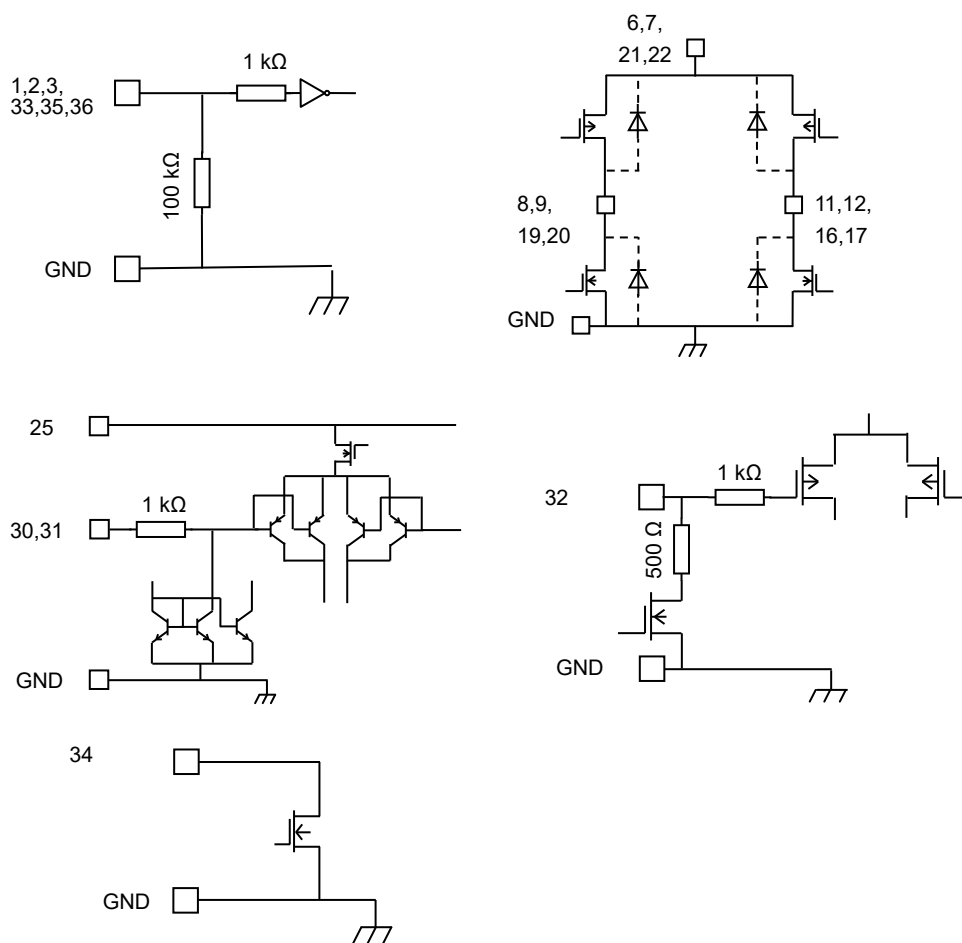 1 kΩ
1,2,3,
33,35,36
100 kΩ
GND
6,7,
21,22
8,9,
19,20
11,12,
16,17
GND
25
1 kΩ
30,31
GND
1 kΩ
32
500 Ω
GND
34
GND